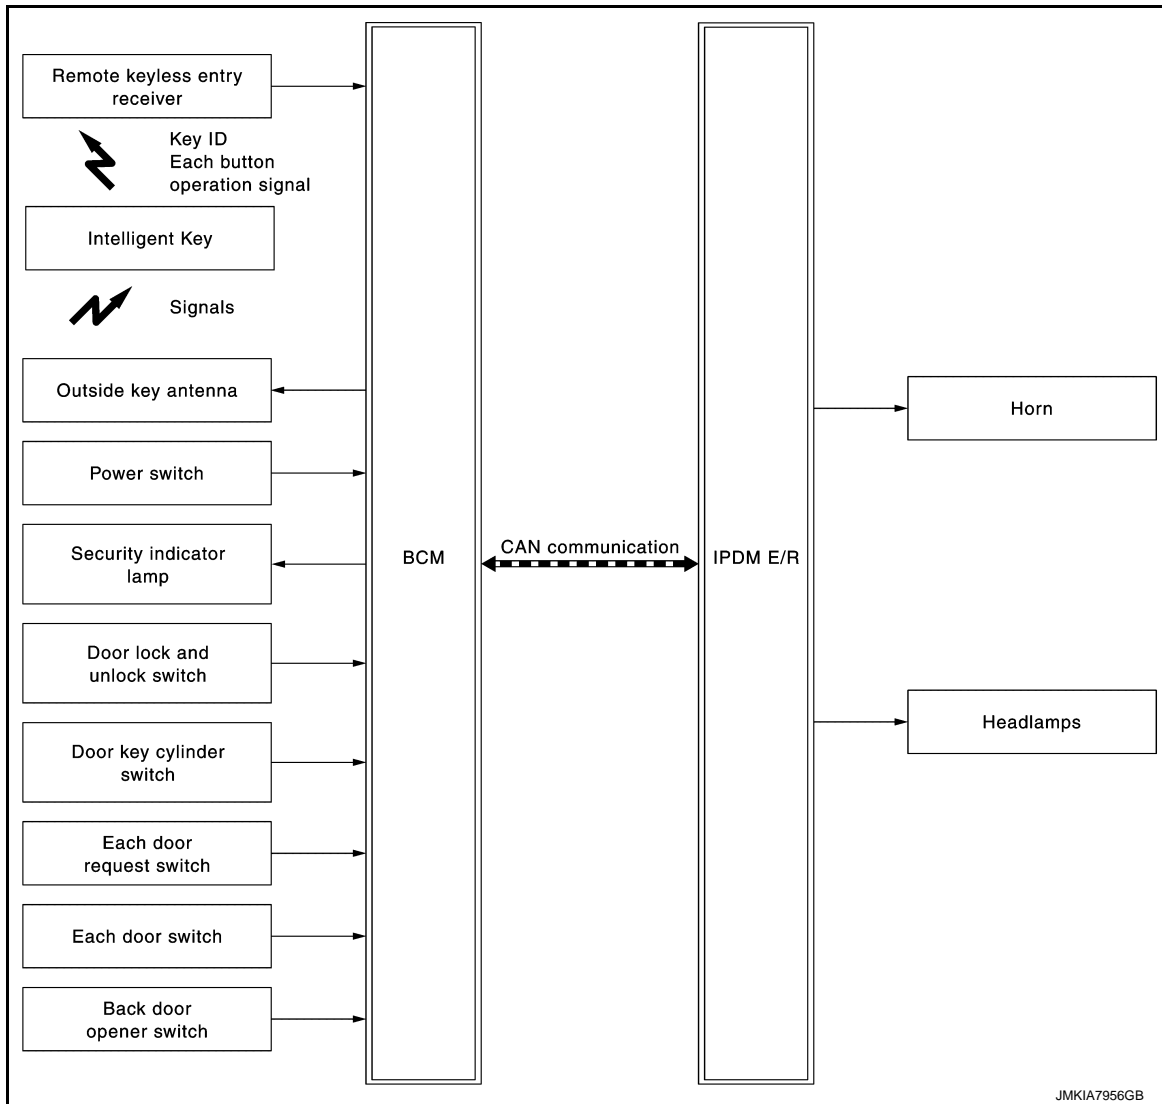 Remote keyless entry
receiver
Key ID
Each button
operation signal
Intelligent Key
Signals
Outside key antenna
Power switch
Security indicator
lamp
Door lock and
unlock switch
Door key cylinder
switch
Each door
request switch
Each door switch
Back door
opener switch
BCM
CAN communication
IPDM E/R
Horn
Headlamps
JMKIA7956GB